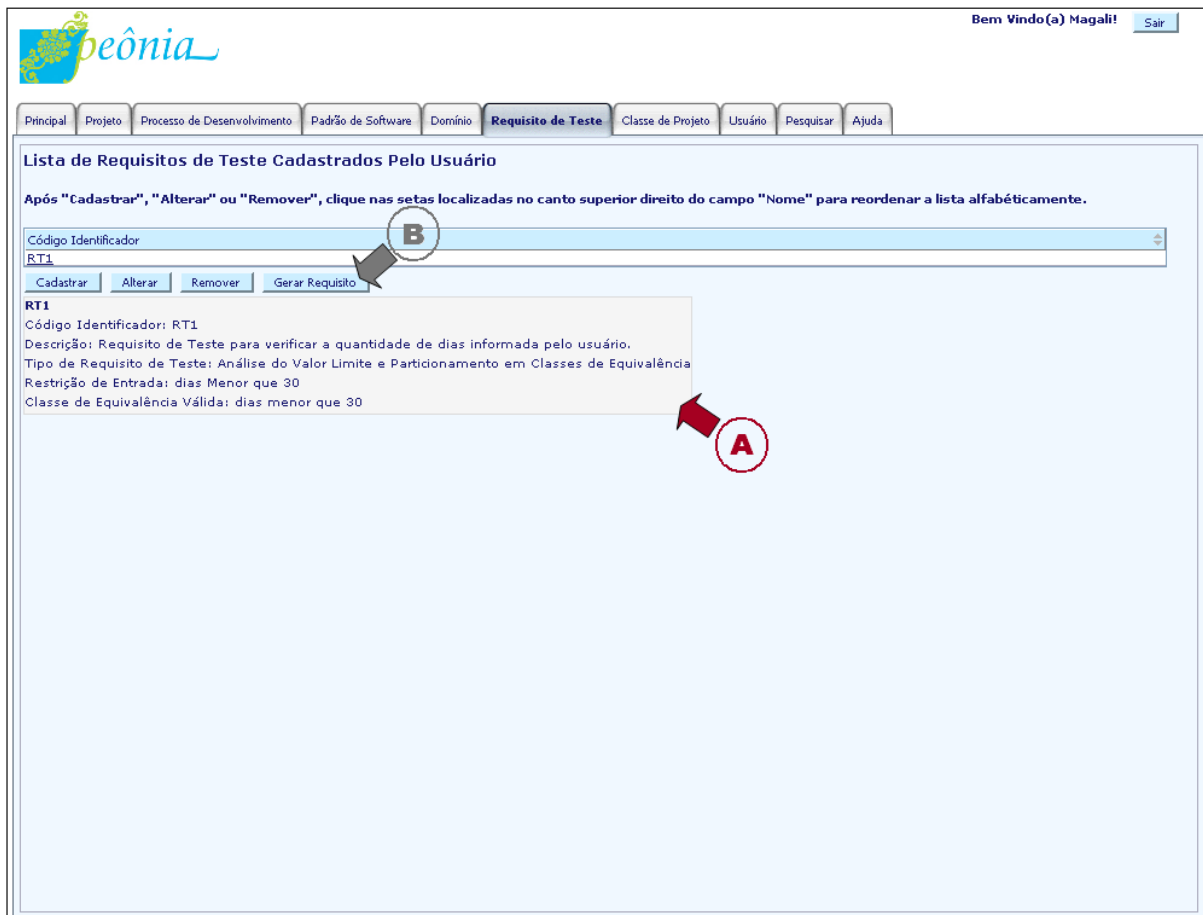 Bem Vindo(a) Magali! Sair
peônia
Principal Projeto Processo de Desenvolvimento Padrão de Software Domínio Requisito de Teste Classe de Projeto Usuário Pesquisar Ajuda
Lista de Requisitos de Teste Cadastrados Pelo Usuário
Após "Cadastrar", "Alterar" ou "Remover", clique nas setas localizadas no canto superior direito do campo "Nome" para reordenar a lista alfabéticamente.
B
Código Identificador
RT1
Cadastrar Alterar Remover Gerar Requisito
RT1
Código Identificador: RT1
Descrição: Requisito de Teste para verificar a quantidade de dias informada pelo usuário.
Tipo de Requisito de Teste: Análise do Valor Limite e Particionamento em Classes de Equivalência
Restrição de Entrada: dias Menor que 30
Classe de Equivalência Válida: dias menor que 30
A